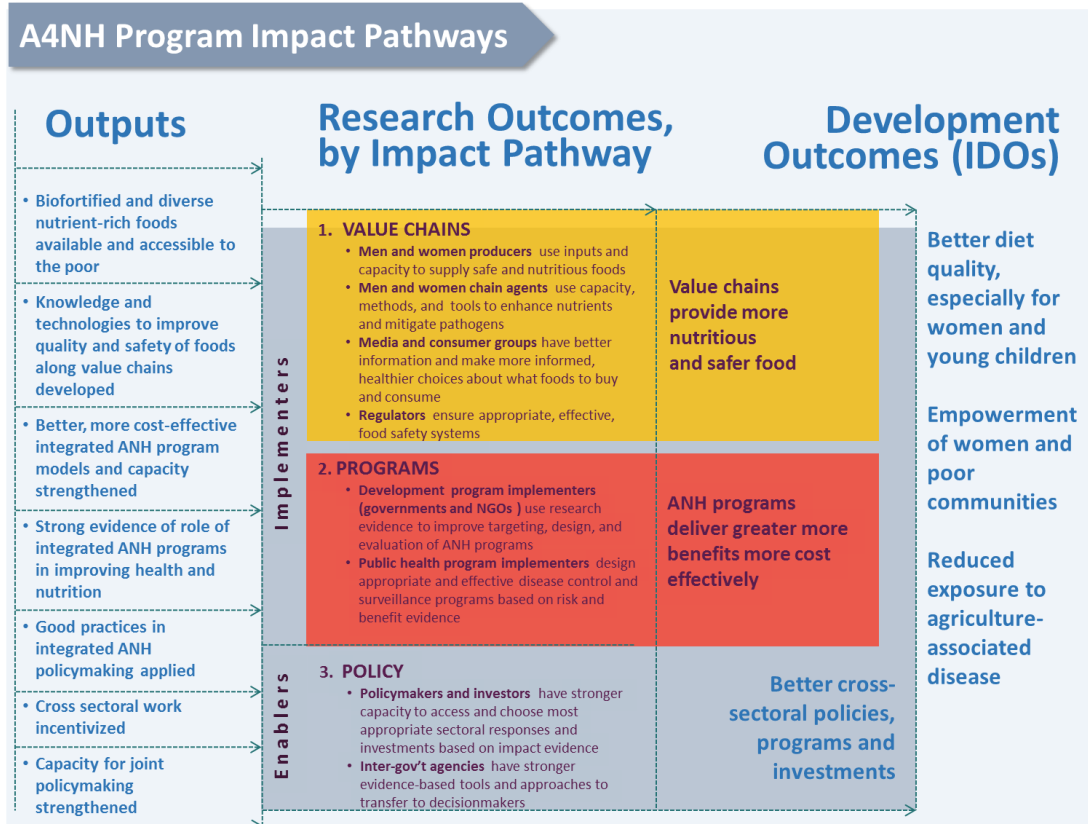 A4NH Program Impact Pathways
Outputs
• Biofortified and diverse
nutrient-rich foods
available and accessible to
the poor
• Knowledge and
technologies to improve
quality and safety of foods
along value chains
developed
• Better, more cost-effective
integrated ANH program
models and capacity
strengthened
• Strong evidence of role of
integrated ANH programs
in improving health and
nutrition
• Good practices in
integrated ANH
policymaking applied
• Cross sectoral work
incentivized
• Capacity for joint
policymaking
strengthened
Research Outcomes,
by Impact Pathway
Implementers
1. VALUE CHAINS
• Men and women producers use inputs and
capacity to supply safe and nutritious foods
• Men and women chain agents use capacity,
methods, and tools to enhance nutrients
and mitigate pathogens
• Media and consumer groups have better
information and make more informed,
healthier choices about what foods to buy
and consume
• Regulators ensure appropriate, effective,
food safety systems
Value chains
provide more
nutritious
and safer food
2. PROGRAMS
• Development program implementers
(governments and NGOs ) use research
evidence to improve targeting, design, and
evaluation of ANH programs
• Public health program implementers design
appropriate and effective disease control and
surveillance programs based on risk and
benefit evidence
ANH programs
deliver greater more
benefits more cost
effectively
Enablers
3. POLICY
• Policymakers and investors have stronger
capacity to access and choose most
appropriate sectoral responses and
investments based on impact evidence
• Inter-gov't agencies have stronger
evidence-based tools and approaches to
transfer to decisionmakers
Better cross-
sectoral policies,
programs and
investments
Development
Outcomes (IDOs)
Better diet
quality,
especially for
women and
young children
Empowerment
of women and
poor
communities
Reduced
exposure to
agriculture-
associated
disease